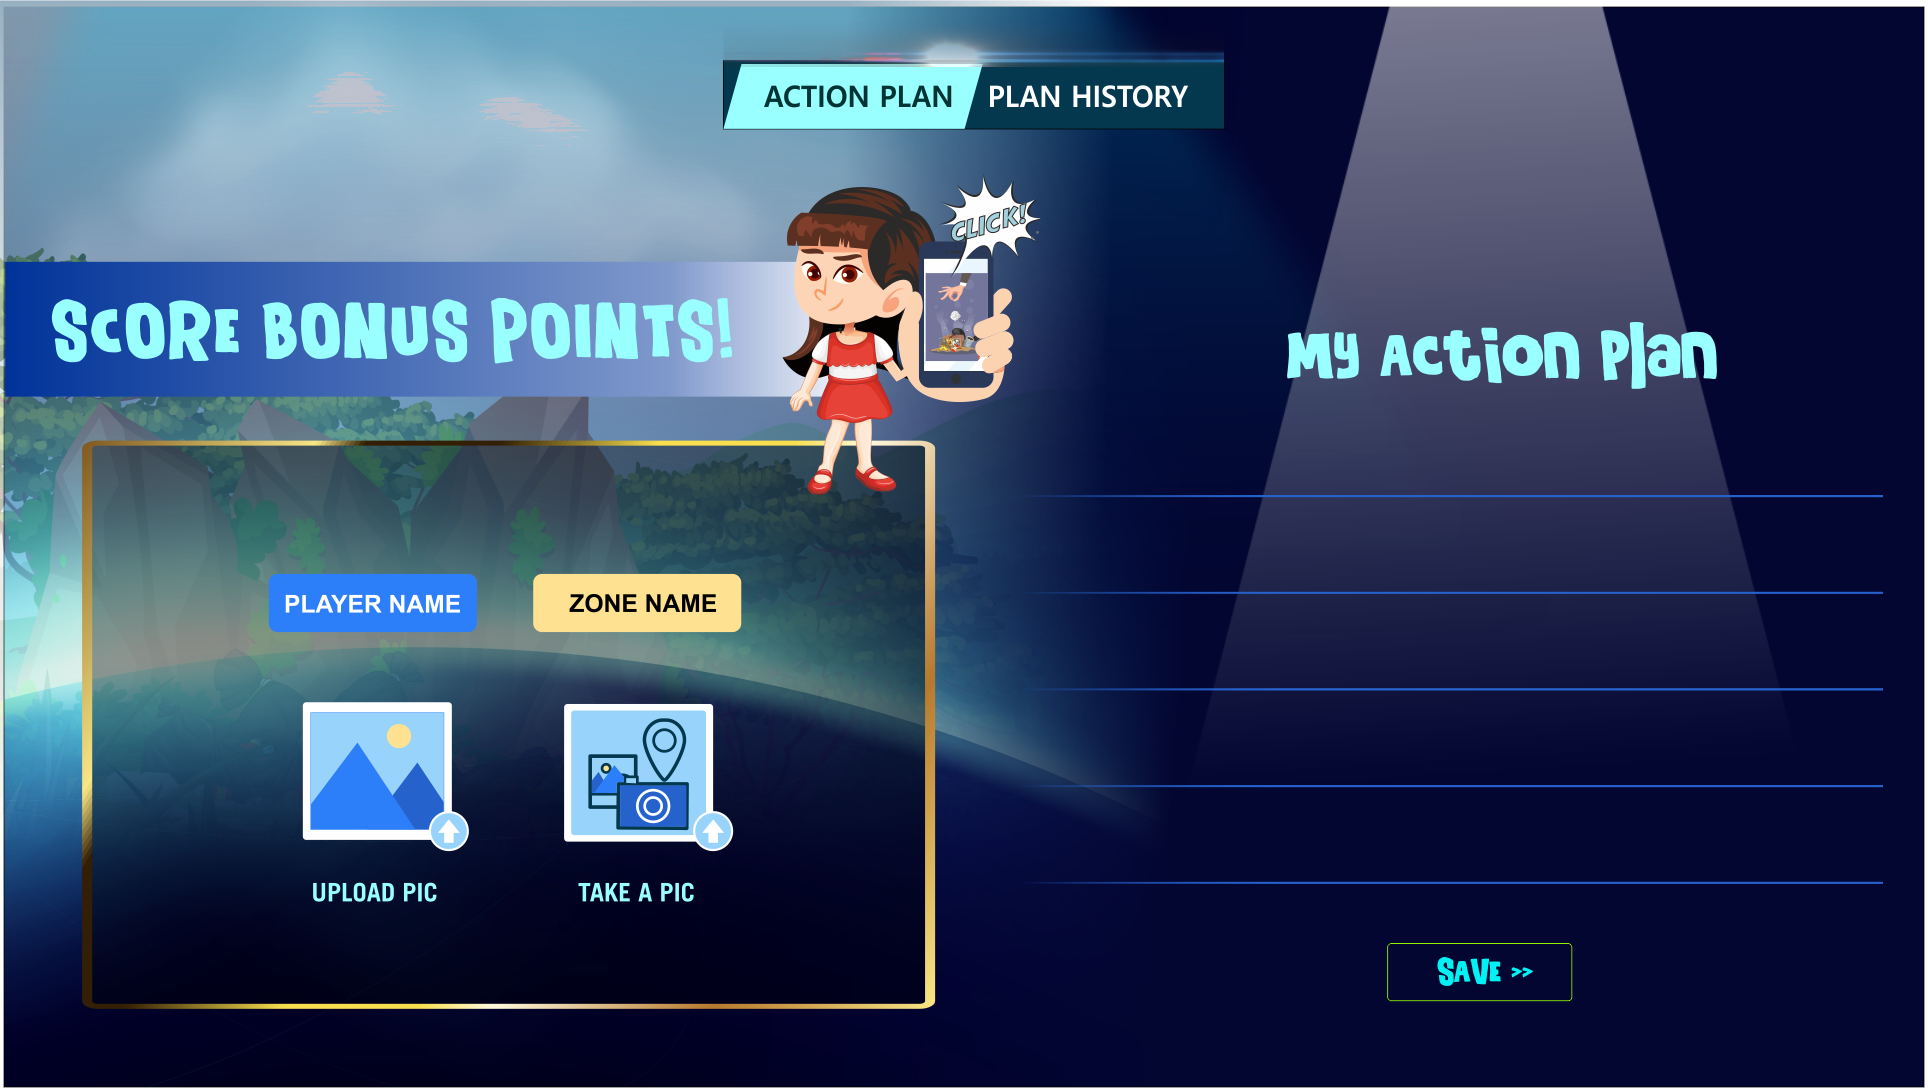 ACTION PLAN
PLAN HISTORY
CLICK!
SCORE BONUS POINTS!
My Action Plan
PLAYER NAME
ZONE NAME
UPLOAD PIC
TAKE A PIC
SAVE >>